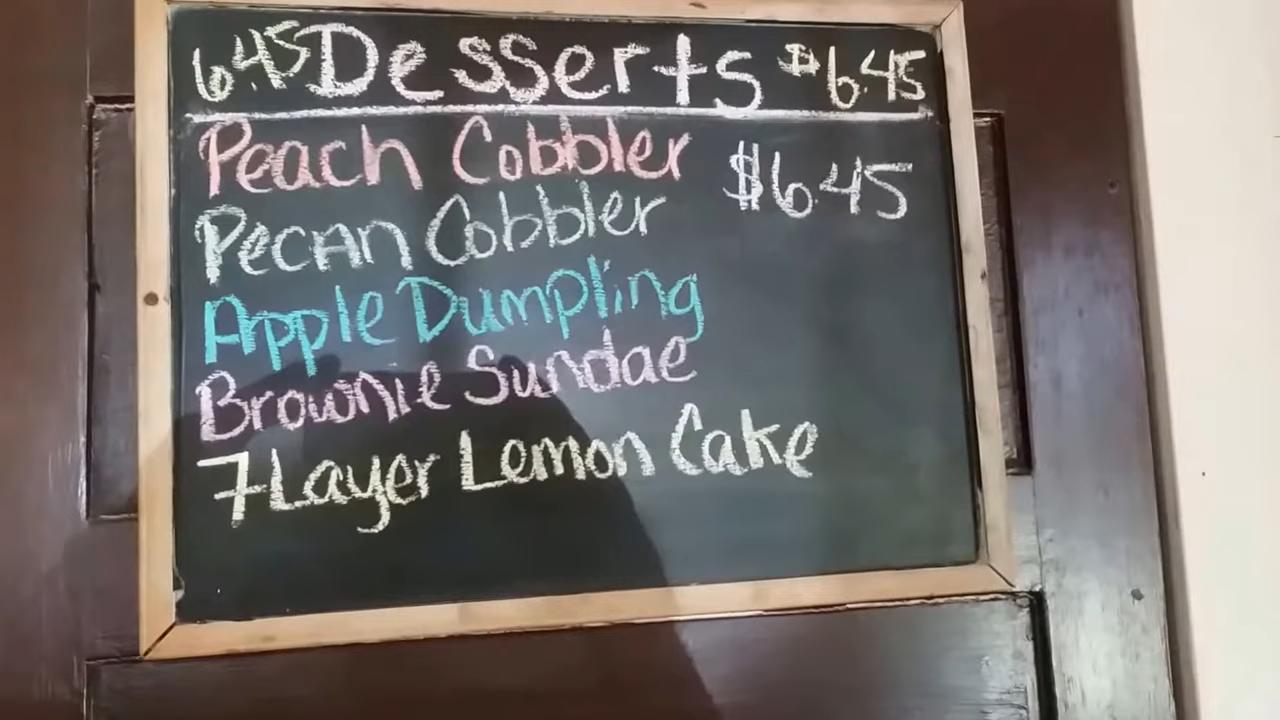 6.45 Desserts $6.45
Peach Cobbler $6.45
Pecan Cobbler
Apple Dumpling
Brownie Sundae
7 Layer Lemon Cake